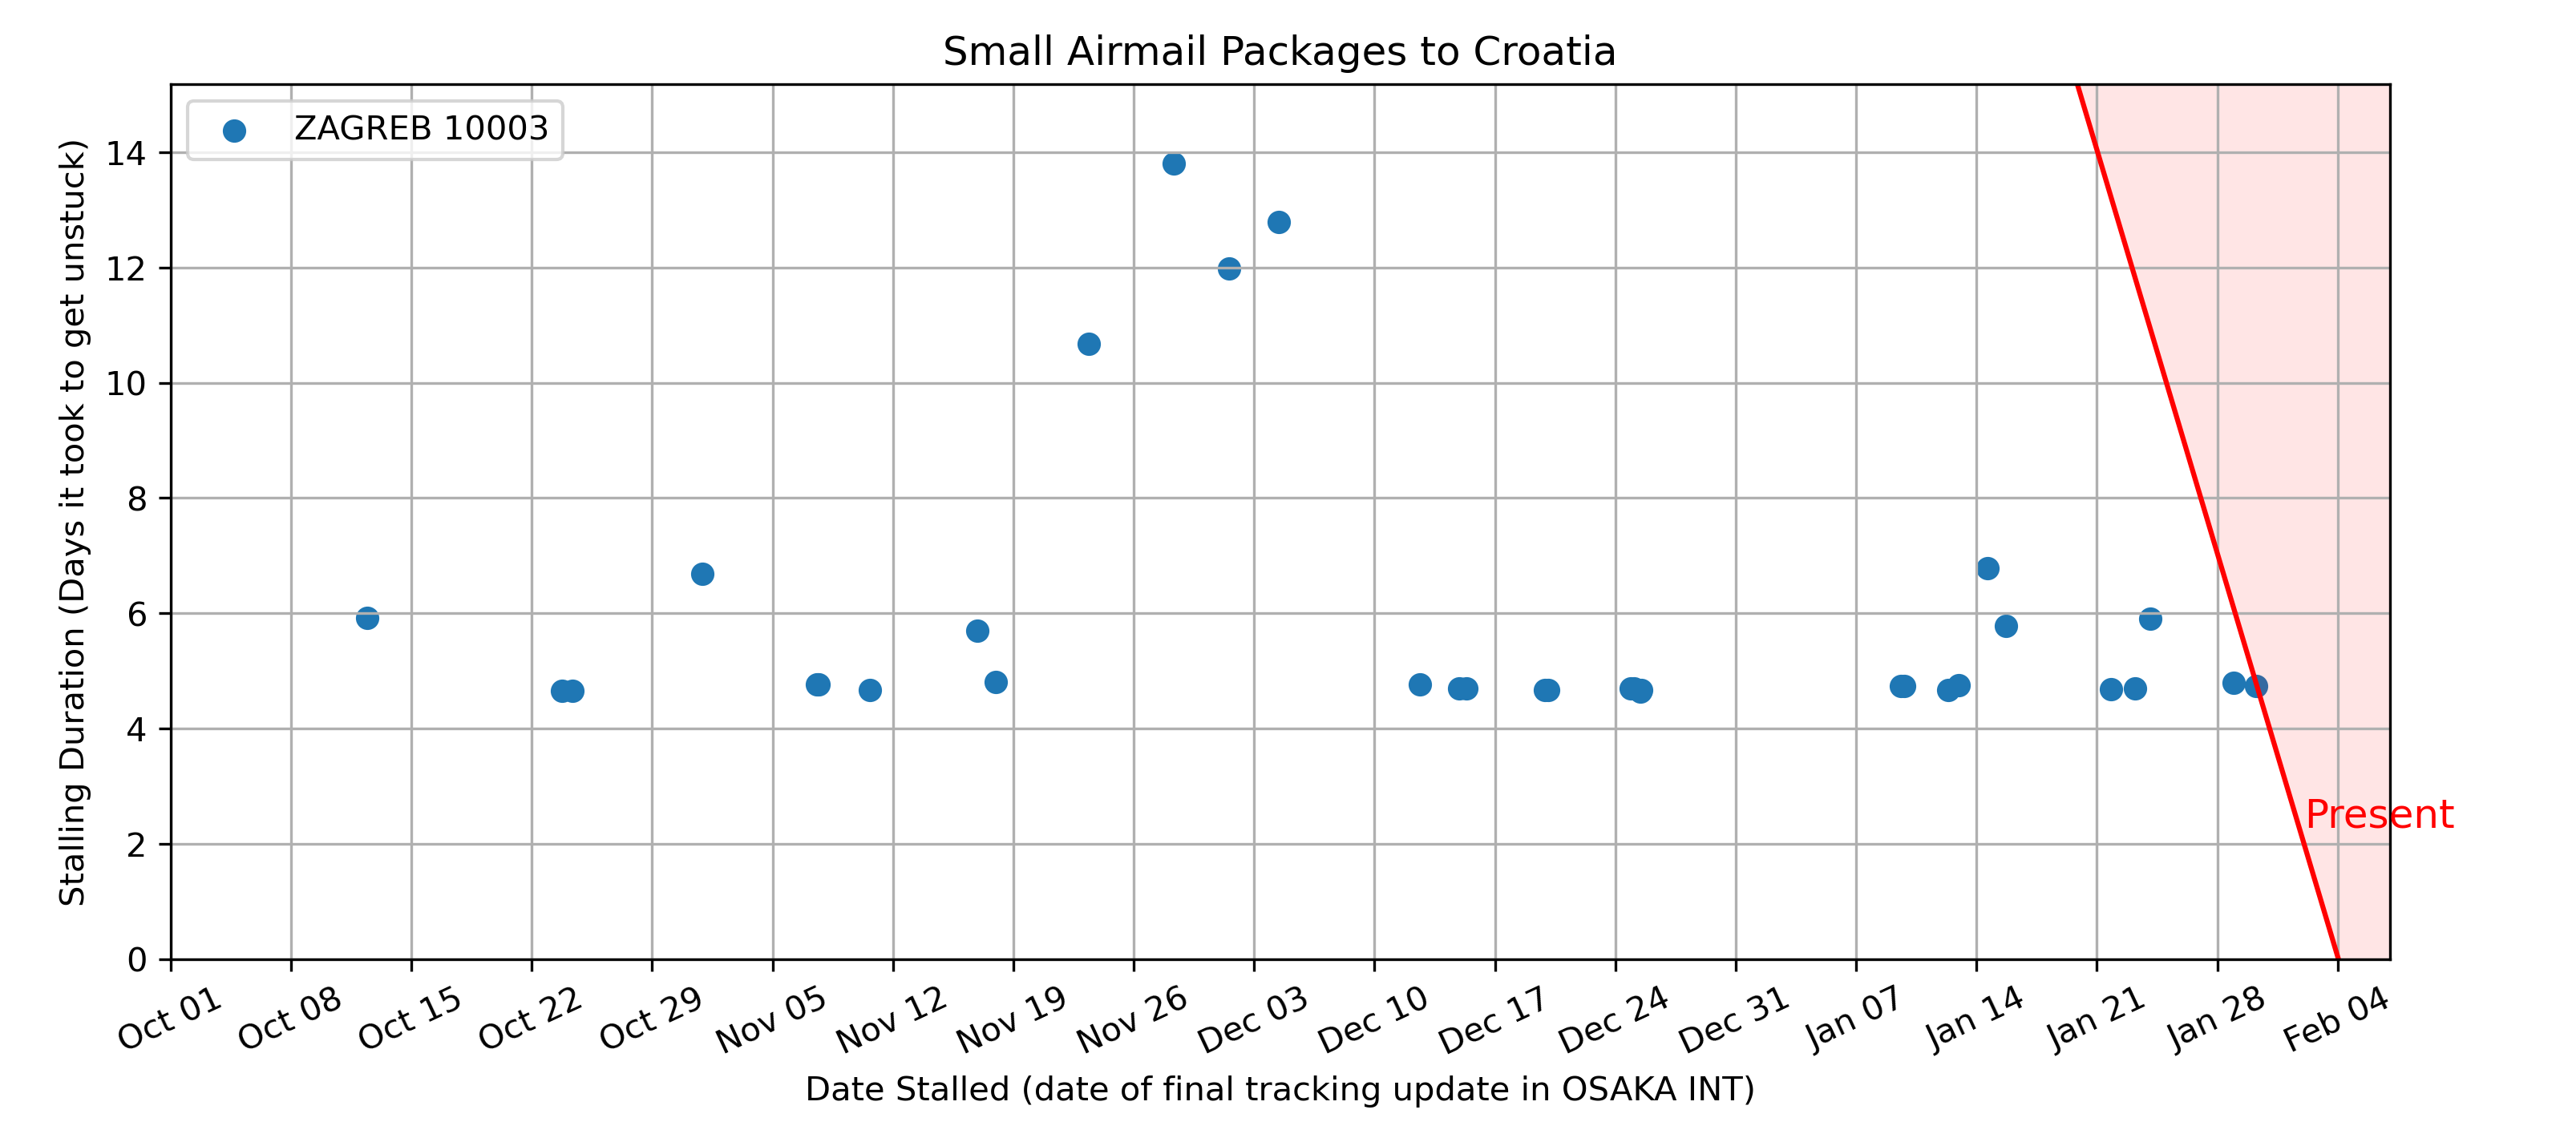 Small Airmail Packages to Croatia
ZAGREB 10003
Stalling Duration (Days it took to get unstuck)
14
12
10
8
6
4
2
0
Present
Oct 01
Oct 08
Oct 15
Oct 22
Oct 29
Nov 05
Nov 12
Nov 19
Nov 26
Dec 03
Dec 10
Dec 17
Dec 24
Dec 31
Jan 07
Jan 14
Jan 21
Jan 28
Feb 04
Date Stalled (date of final tracking update in OSAKA INT)